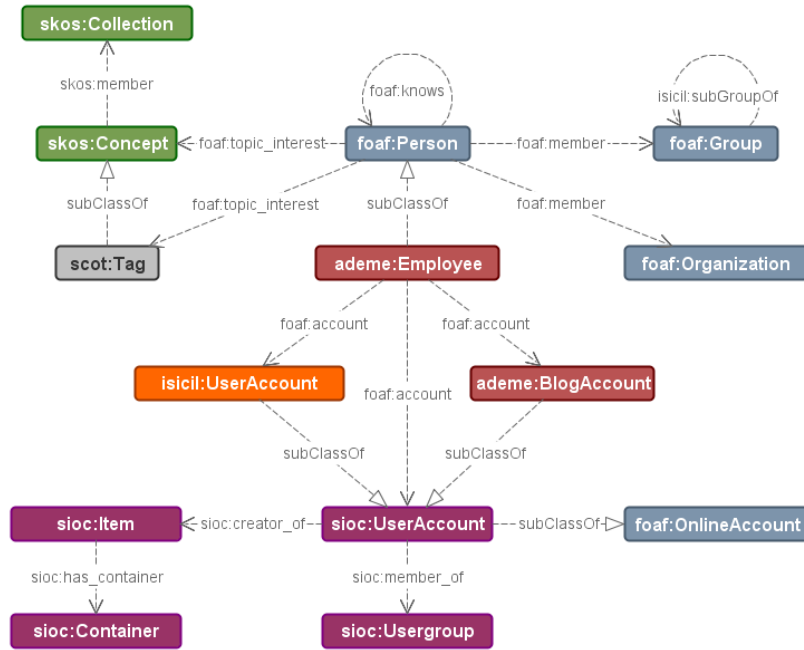 skos:Collection
skos:member
foaf:knows
isicil:subGroupOf
skos:Concept
foaf:topic_interest
foaf:Person
foaf:member
foaf:Group
subClassOf
foaf:topic_interest
subClassOf
foaf:member
scot:Tag
ademe:Employee
foaf:Organization
foaf:account
foaf:account
isicil:UserAccount
foaf:account
ademe:BlogAccount
subClassOf
subClassOf
sioc:Item
sioc:creator_of
sioc:UserAccount
subClassOf
foaf:OnlineAccount
sioc:has_container
sioc:member_of
sioc:Container
sioc:Usergroup